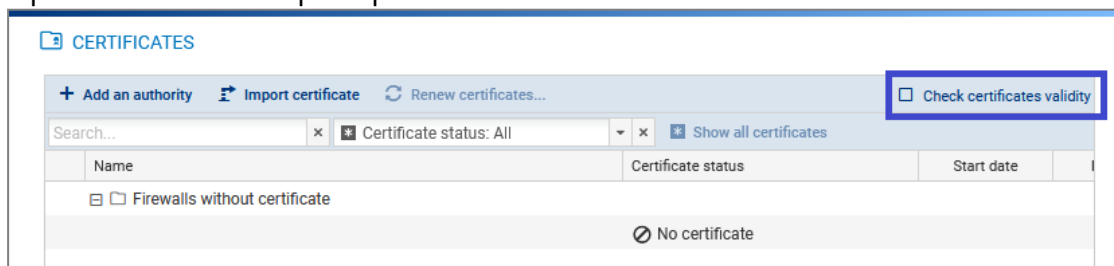 CERTIFICATES
+ Add an authority Import certificate Renew certificates... Check certificates validity
Search... × Certificate status: All × Show all certificates
Name Certificate status Start date
Firewalls without certificate
No certificate